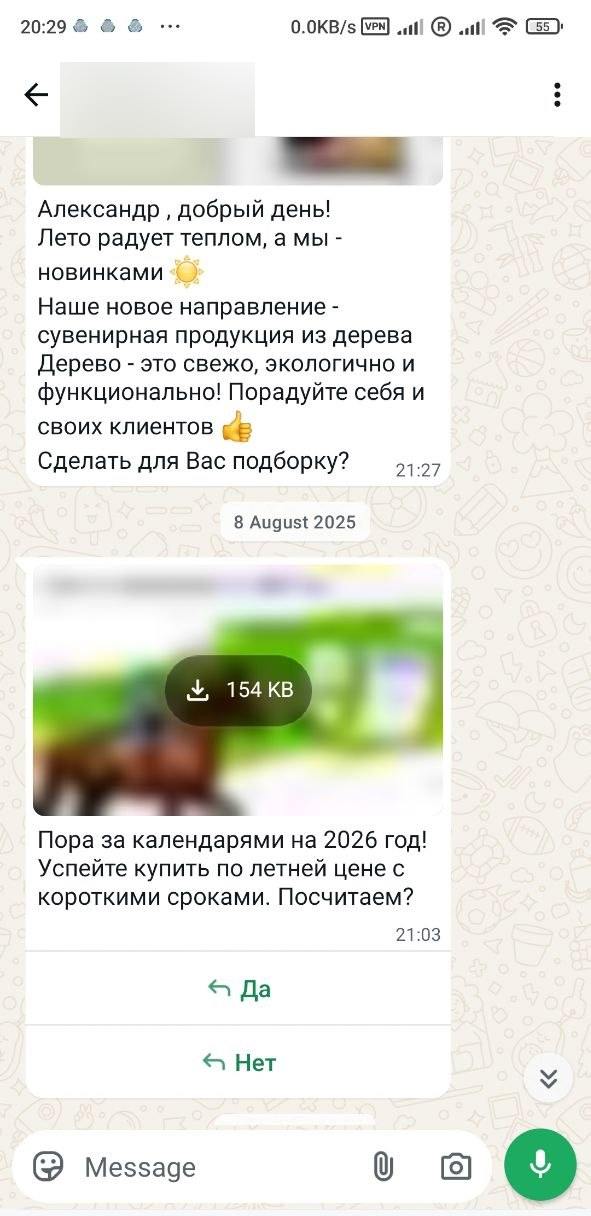 20:29 ... 0.0KB/s VPN R 55
Александр , добрый день!
Лето радует теплом, а мы -
новинками ☀️
Наше новое направление -
сувенирная продукция из дерева
Дерево - это свежо, экологично и
функционально! Порадуйте себя и
своих клиентов 👍
Сделать для Вас подборку?
21:27
8 August 2025
154 KB
Пора за календарями на 2026 год!
Успейте купить по летней цене с
короткими сроками. Посчитаем?
21:03
Да
Нет
Message